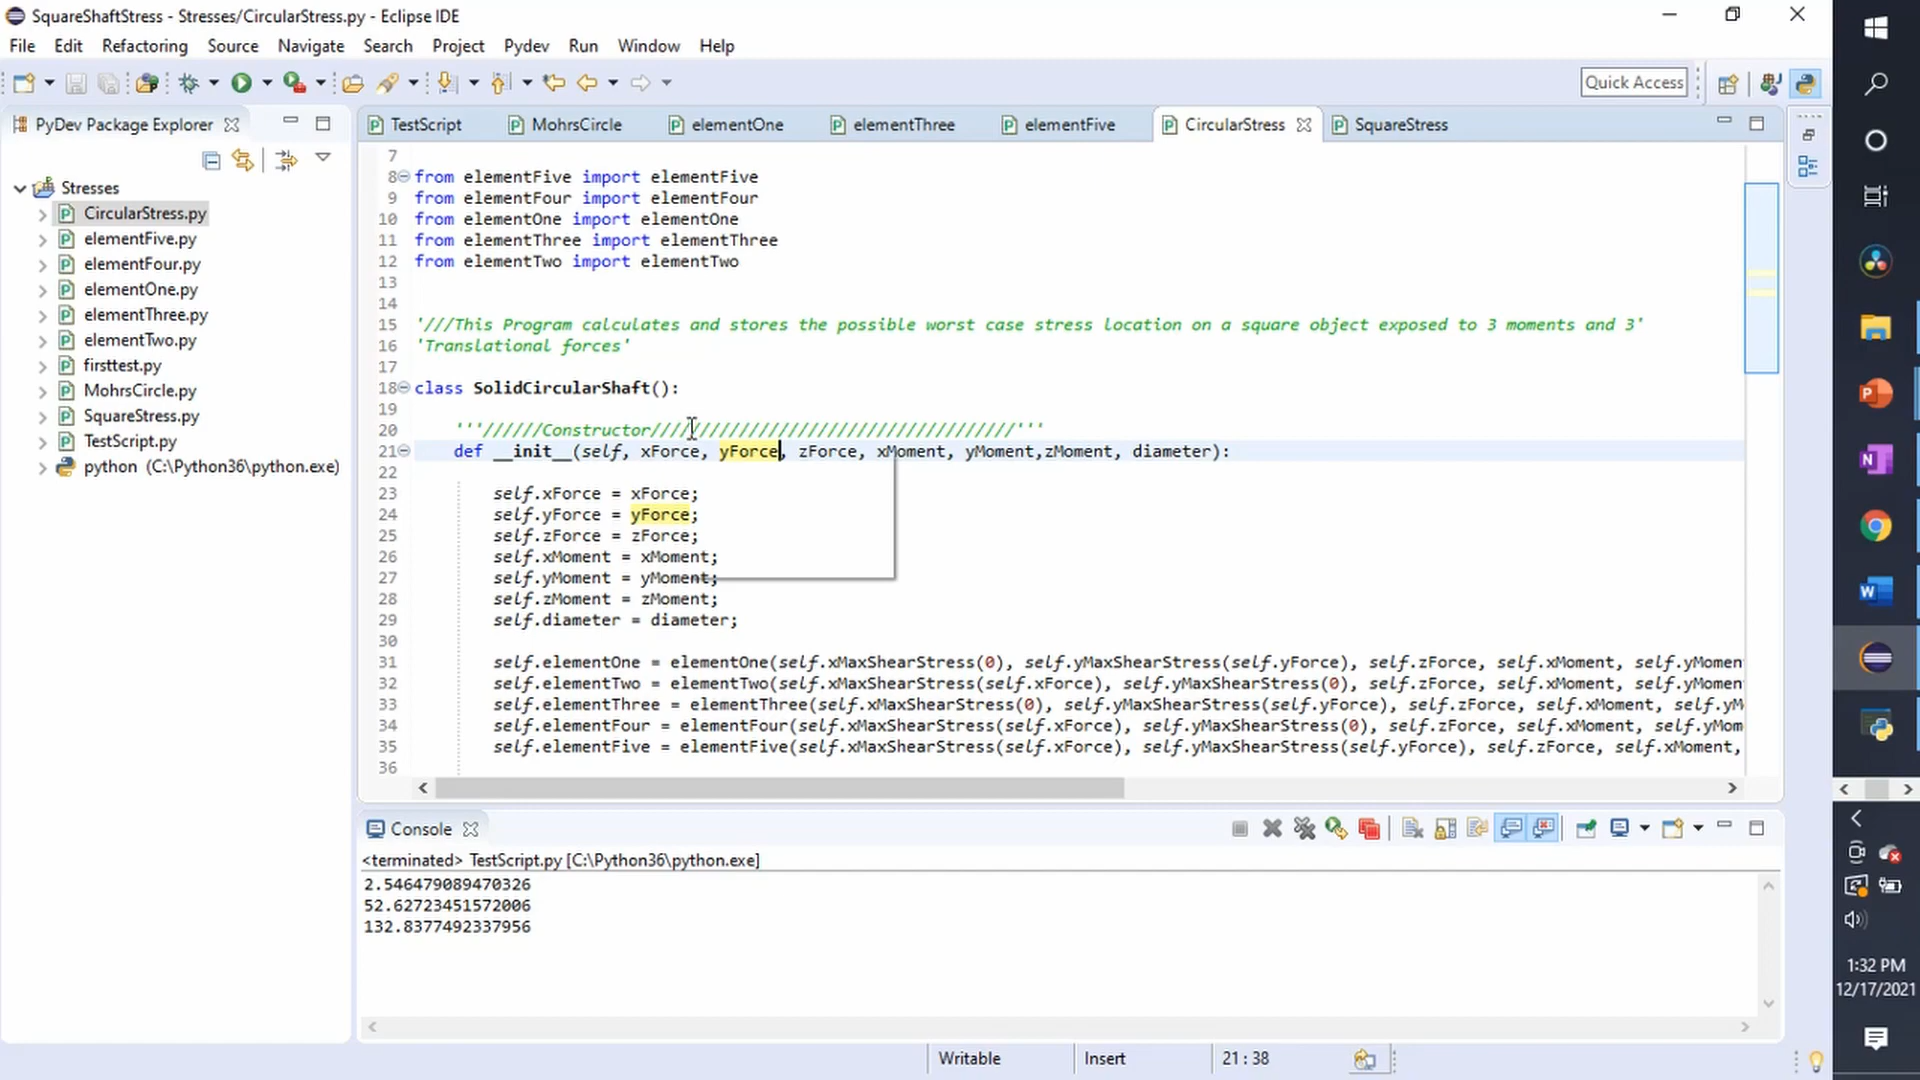 SquareShaftStress - Stresses/CircularStress.py - Eclipse IDE
File Edit Refactoring Source Navigate Search Project Pydev Run Window Help
Quick Access
PyDev Package Explorer
TestScript MohrsCircle elementOne elementThree elementFive CircularStress SquareStress
Stresses
CircularStress.py
elementFive.py
elementFour.py
elementOne.py
elementThree.py
elementTwo.py
firsttest.py
MohrsCircle.py
SquareStress.py
TestScript.py
python (C:\Python36\python.exe)
7
8 from elementFive import elementFive
9 from elementFour import elementFour
10 from elementOne import elementOne
11 from elementThree import elementThree
12 from elementTwo import elementTwo
13
14
15 '///This Program calculates and stores the possible worst case stress location on a square object exposed to 3 moments and 3'
16 'Translational forces'
17
18 class SolidCircularShaft():
19
20 '''//////Constructor/////////////////////////////////////'''
21 def __init__(self, xForce, yForce, zForce, xMoment, yMoment,zMoment, diameter):
22
23 self.xForce = xForce;
24 self.yForce = yForce;
25 self.zForce = zForce;
26 self.xMoment = xMoment;
27 self.yMoment = yMoment;
28 self.zMoment = zMoment;
29 self.diameter = diameter;
30
31 self.elementOne = elementOne(self.xMaxShearStress(0), self.yMaxShearStress(self.yForce), self.zForce, self.xMoment, self.yMomen
32 self.elementTwo = elementTwo(self.xMaxShearStress(self.xForce), self.yMaxShearStress(0), self.zForce, self.xMoment, self.yMomen
33 self.elementThree = elementThree(self.xMaxShearStress(0), self.yMaxShearStress(self.yForce), self.zForce, self.xMoment, self.yM
34 self.elementFour = elementFour(self.xMaxShearStress(self.xForce), self.yMaxShearStress(0), self.zForce, self.xMoment, self.yMom
35 self.elementFive = elementFive(self.xMaxShearStress(self.xForce), self.yMaxShearStress(self.yForce), self.zForce, self.xMoment,
36
Console
<terminated> TestScript.py [C:\Python36\python.exe]
2.546479089470326
52.62723451572006
132.8377492337956
Writable Insert 21 : 38
1:32 PM
12/17/2021